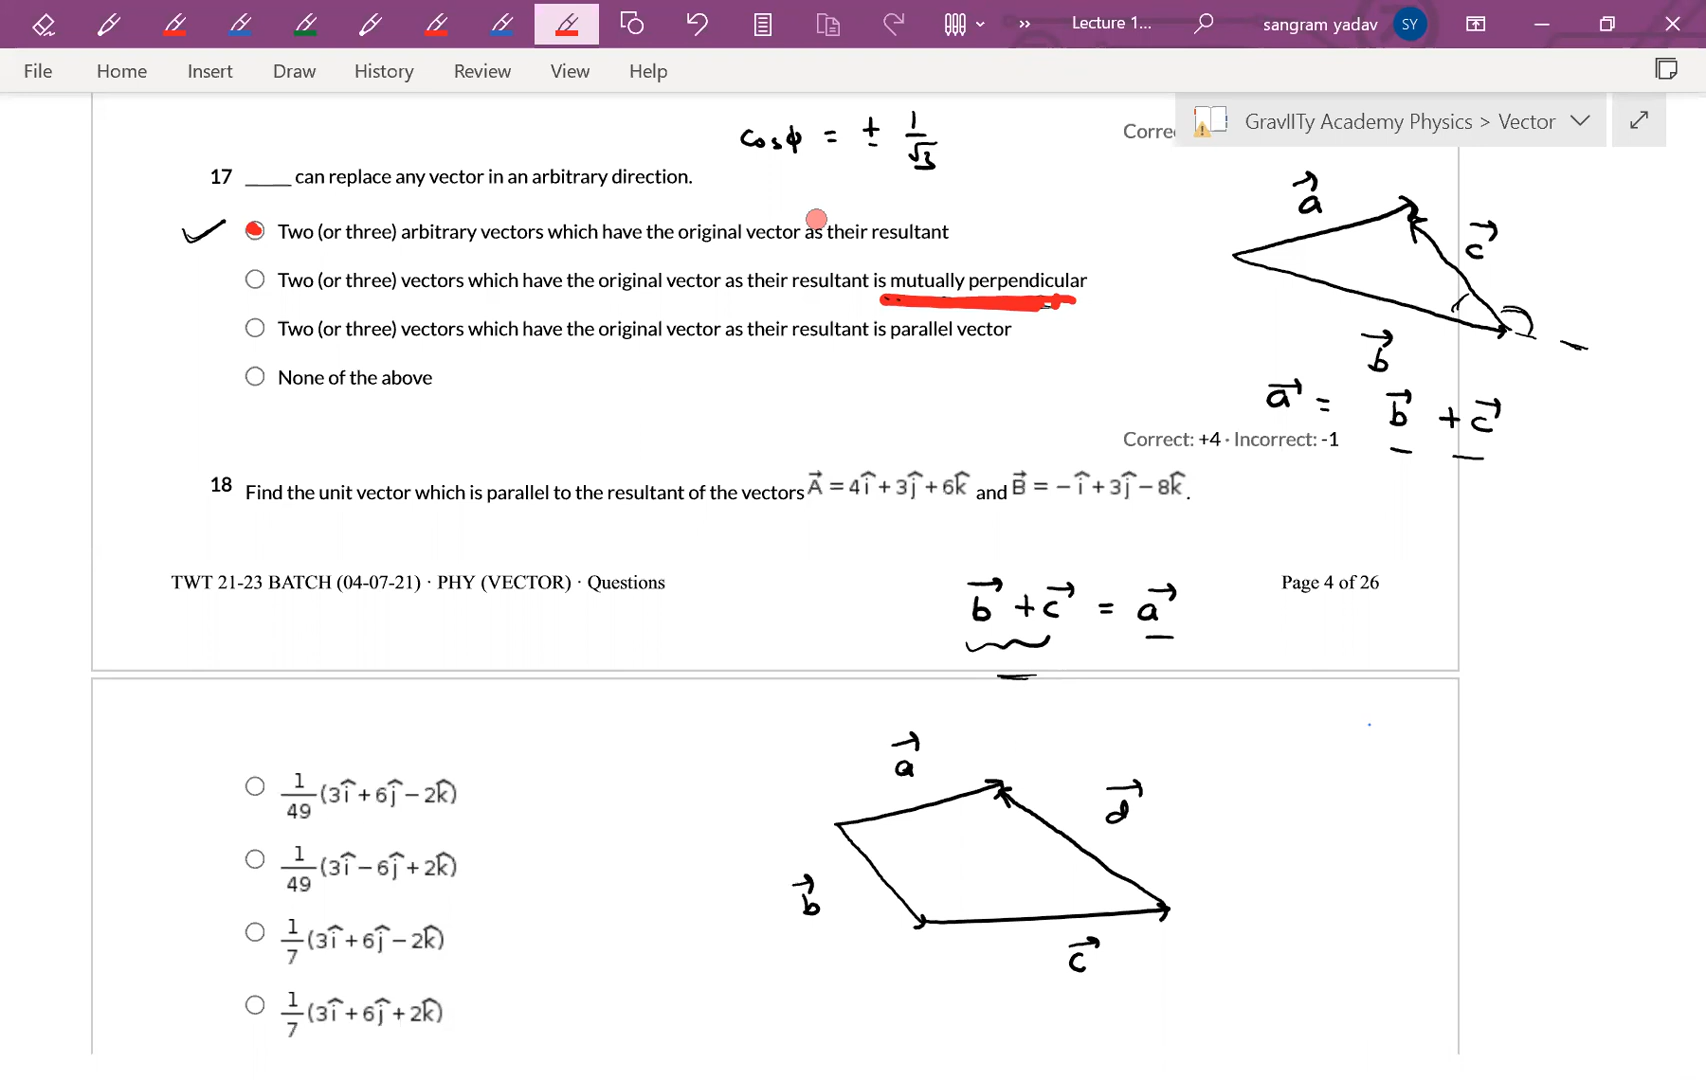 Lecture 1...
sangram yadav
SY
File Home Insert Draw History Review View Help
GravIITy Academy Physics > Vector
cosφ = ± 1/√3
Corre
17 ____ can replace any vector in an arbitrary direction.
Two (or three) arbitrary vectors which have the original vector as their resultant
Two (or three) vectors which have the original vector as their resultant is mutually perpendicular
Two (or three) vectors which have the original vector as their resultant is parallel vector
None of the above
a⃗
c⃗
b⃗
a⃗ = b⃗ + c⃗
Correct: +4 · Incorrect: -1
18 Find the unit vector which is parallel to the resultant of the vectors A⃗ = 4î + 3ĵ + 6k̂ and B⃗ = − î + 3ĵ − 8k̂ .
TWT 21-23 BATCH (04-07-21) · PHY (VECTOR) · Questions
Page 4 of 26
b⃗ + c⃗ = a⃗
1/49 (3î + 6ĵ − 2k̂)
1/49 (3î − 6ĵ + 2k̂)
1/7 (3î + 6ĵ − 2k̂)
1/7 (3î + 6ĵ + 2k̂)
a⃗
d⃗
b⃗
c⃗